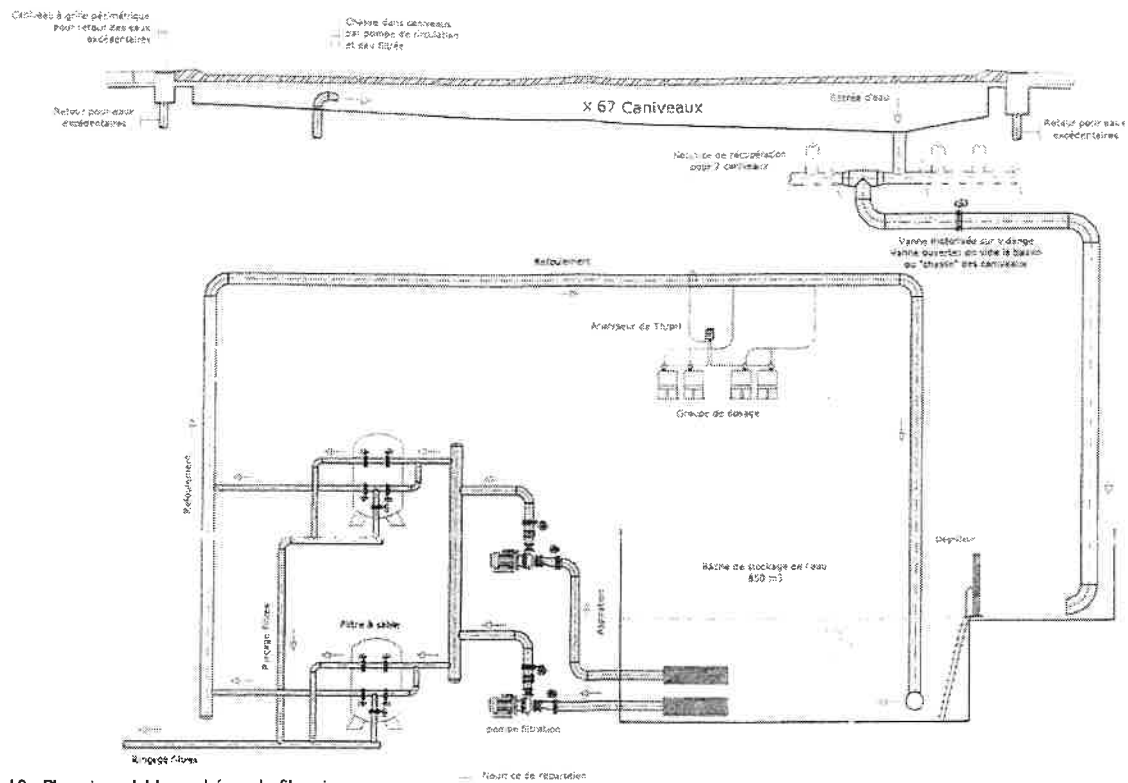 Caniveau à grille périmétrique
pour retour des eaux
excédentaires
Chasse dans caniveaux
par pompe de circulation
et eau filtrée
X 67 Caniveaux
Entrée d'eau
Retour pour eaux
excédentaires
Retour pour eaux
excédentaires
Nourrice de récupération
pour 7 caniveaux
Vanne motorisée sur vidange
Vanne ouverte: on vide le bassin
ou "chasse" des caniveaux
Refoulement
Analyseur de
Groupe de dosage
Refoulement
Dégrilleur
Bâche de stockage de l'eau
850 m3
Aspiration
Rinçage filtres
Filtre à sable
pompe filtration
Rinçage filtres
Nourrice de répartition